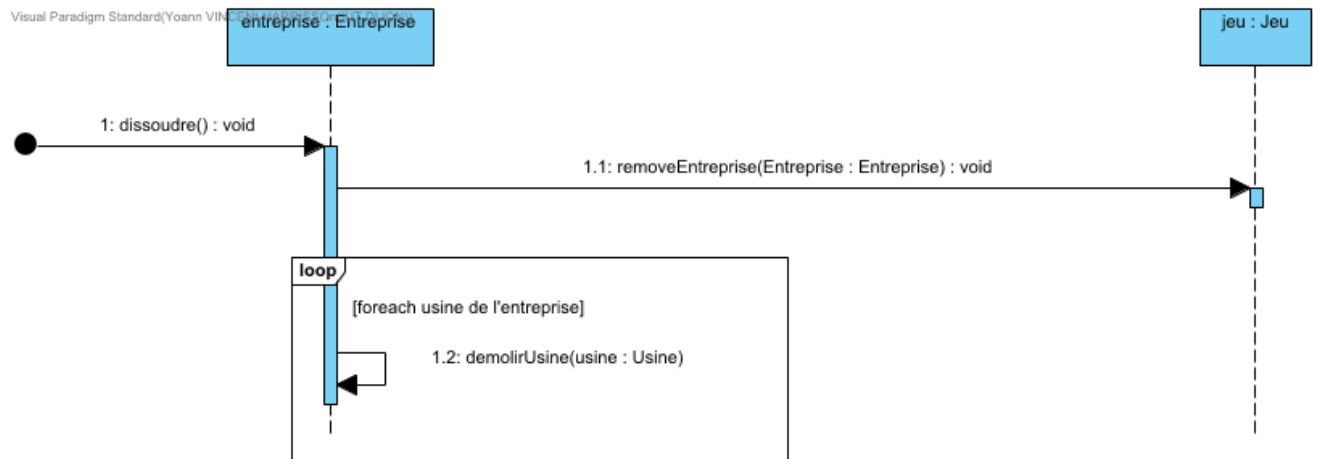 Visual Paradigm Standard(Yoann
entreprise : Entreprise
jeu : Jeu
1: dissoudre() : void
1.1: removeEntreprise(Entreprise : Entreprise) : void
loop
[foreach usine de l'entreprise]
1.2: demolirUsine(usine : Usine)